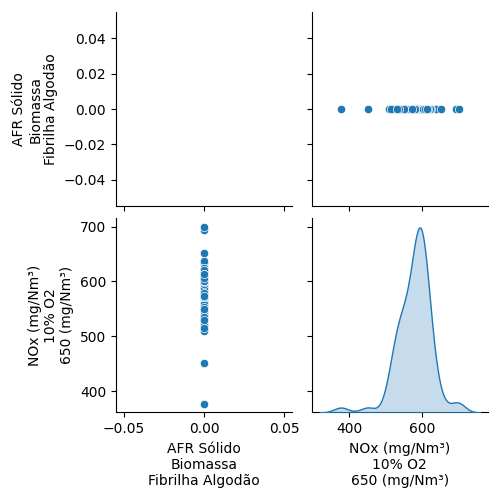 0.04
0.02
0.00
−0.02
−0.04
AFR Sólido
Biomassa
Fibrilha Algodão
700
600
500
400
NOx (mg/Nm³)
10% O2
650 (mg/Nm³)
−0.05 0.00 0.05
AFR Sólido
Biomassa
Fibrilha Algodão
400 600
NOx (mg/Nm³)
10% O2
650 (mg/Nm³)